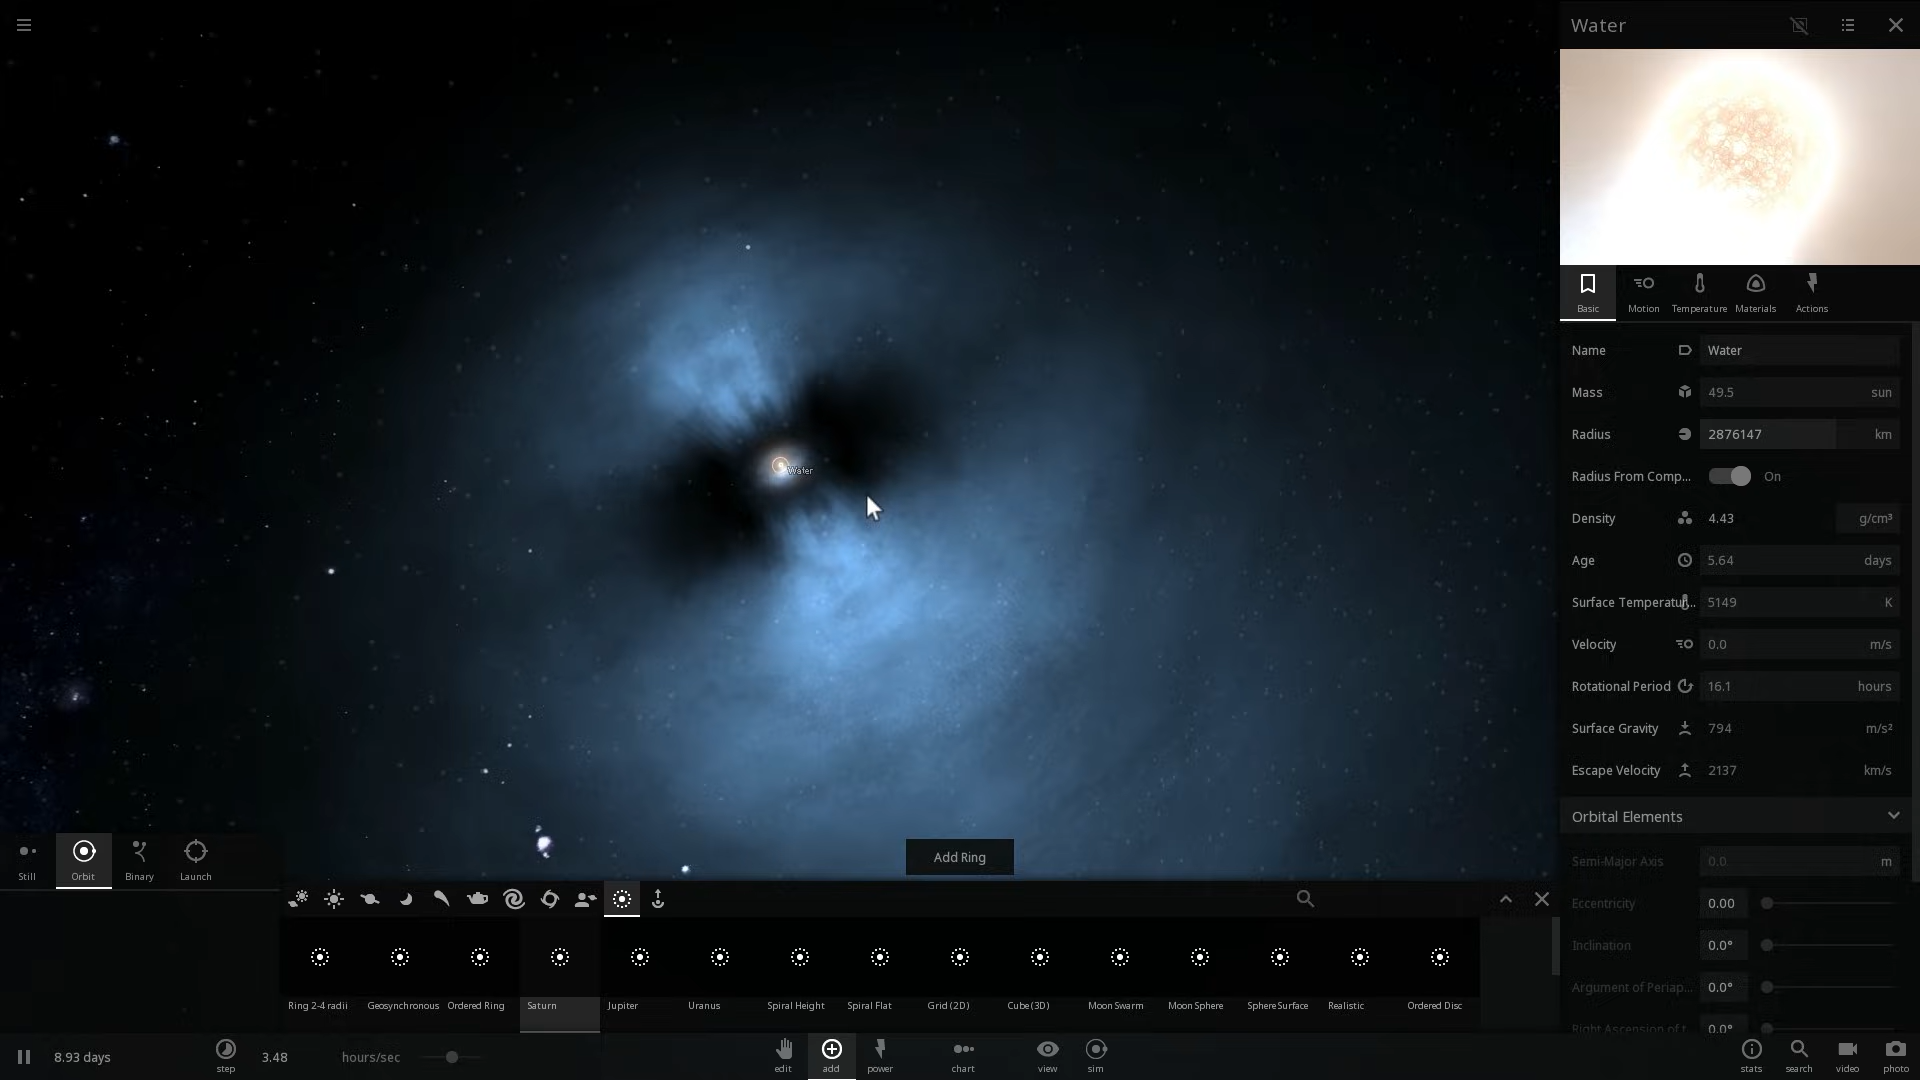 Water
Basic
Motion
Temperature
Materials
Actions
Name
Water
Mass
49.5
sun
Radius
2876147
km
Radius From Comp...
On
Density
4.43
g/cm³
Age
5.64
days
Surface Temperatur...
5149
K
Velocity
0.0
m/s
Rotational Period
16.1
hours
Surface Gravity
794
m/s²
Escape Velocity
2137
km/s
Orbital Elements
Semi-Major Axis
0.0
m
Eccentricity
0.00
Inclination
0.0°
Argument of Periap...
0.0°
Right Ascension of t...
0.0°
Water
Add Ring
Still
Orbit
Binary
Launch
Ring 2-4 radii
Geosynchronous
Ordered Ring
Saturn
Jupiter
Uranus
Spiral Height
Spiral Flat
Grid (2D)
Cube (3D)
Moon Swarm
Moon Sphere
Sphere Surface
Realistic
Ordered Disc
8.93 days
step
3.48
hours/sec
edit
add
power
chart
view
sim
stats
search
video
photo